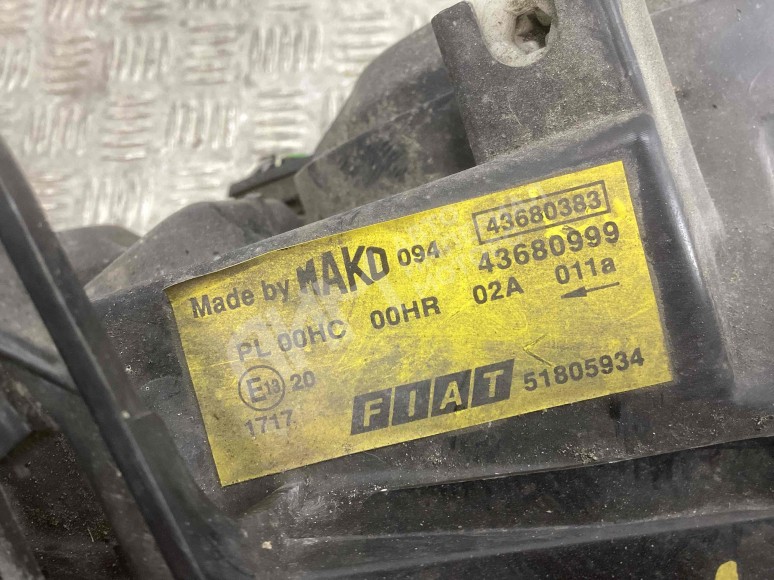 Made by MAKO 094 43680383
43680999
PL 00HC 00HR 02A 011a
E13 20
1717 FIAT 51805934